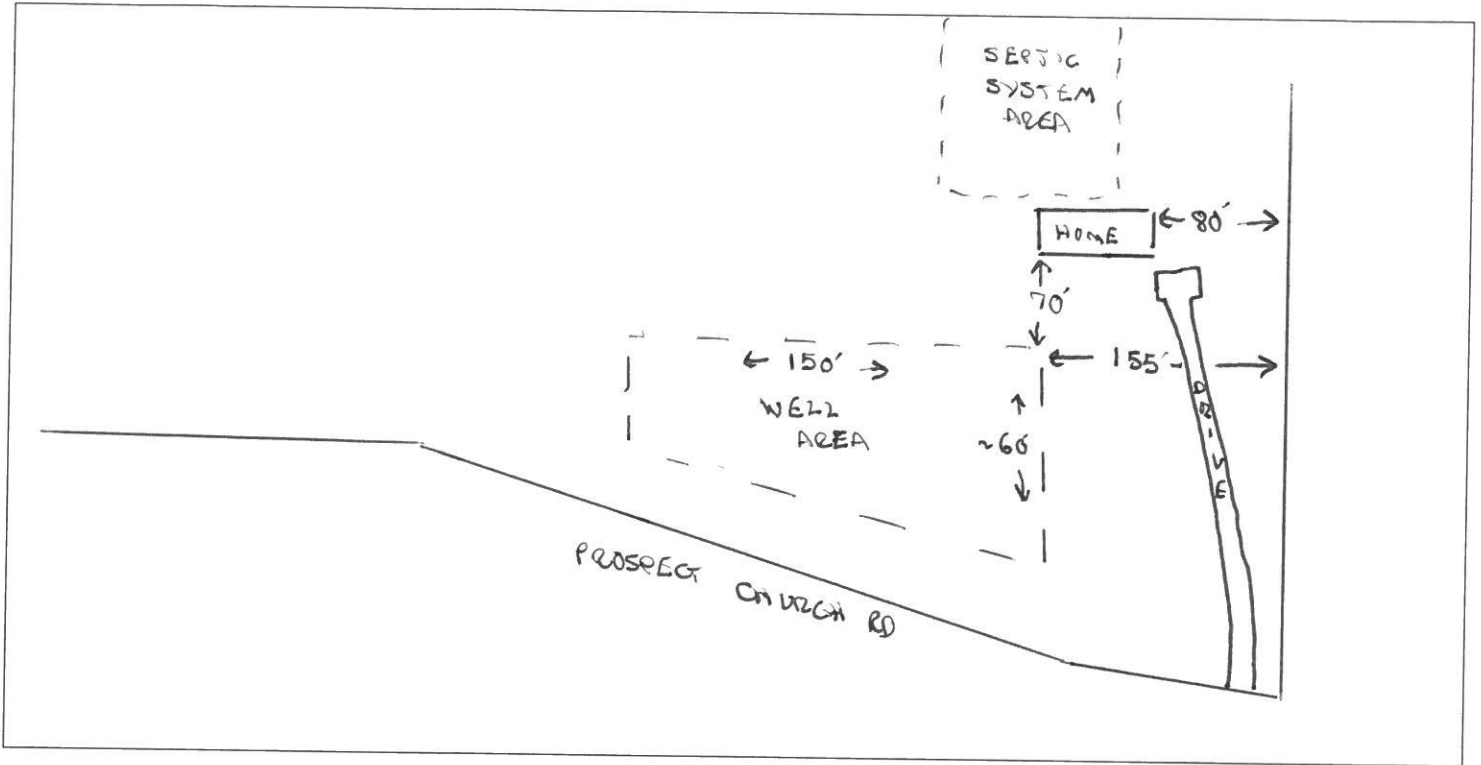 SEPTIC
SYSTEM
AREA
HOME
← 80' →
70'
← 150' →
← 155' →
WELL
AREA
~60'
DRIVE
PROSPECT CHURCH RD